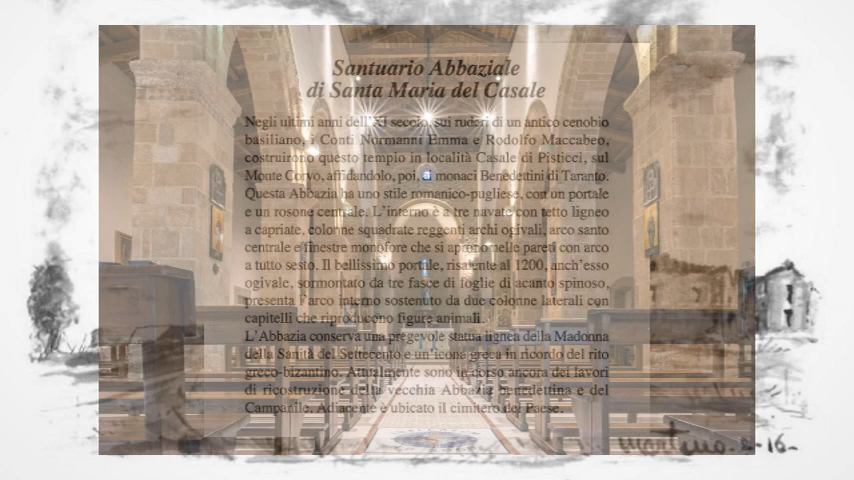 Santuario Abbaziale
di Santa Maria del Casale
Negli ultimi anni dell'XI secolo, sui ruderi di un antico cenobio
basiliano, i Conti Normanni Emma e Rodolfo Maccabeo,
costruirono questo tempio in località Casale di Pisticci, sul
Monte Corvo, affidandolo, poi, ai monaci Benedettini di Taranto.
Questa Abbazia ha uno stile romanico-pugliese, con un portale
e un rosone centrale. L'interno è a tre navate con tetto ligneo
a capriate, colonne squadrate reggenti archi ogivali, arco santo
centrale e finestre monofore che si aprono nelle pareti con arco
a tutto sesto. Il bellissimo portale, risalente al 1200, anch'esso
ogivale, sormontato da tre fasce di foglie di acanto spinoso,
presenta l'arco interno sostenuto da due colonne laterali con
capitelli che riproducono figure animali.
L'Abbazia conserva una pregevole statua lignea della Madonna
della Sanità del Settecento e un'icona greca in ricordo del rito
greco-bizantino. Attualmente sono in corso ancora dei lavori
di ricostruzione della vecchia Abbazia benedettina e del
Campanile. Adiacente è ubicato il cimitero del Paese.
martino - 2-16-